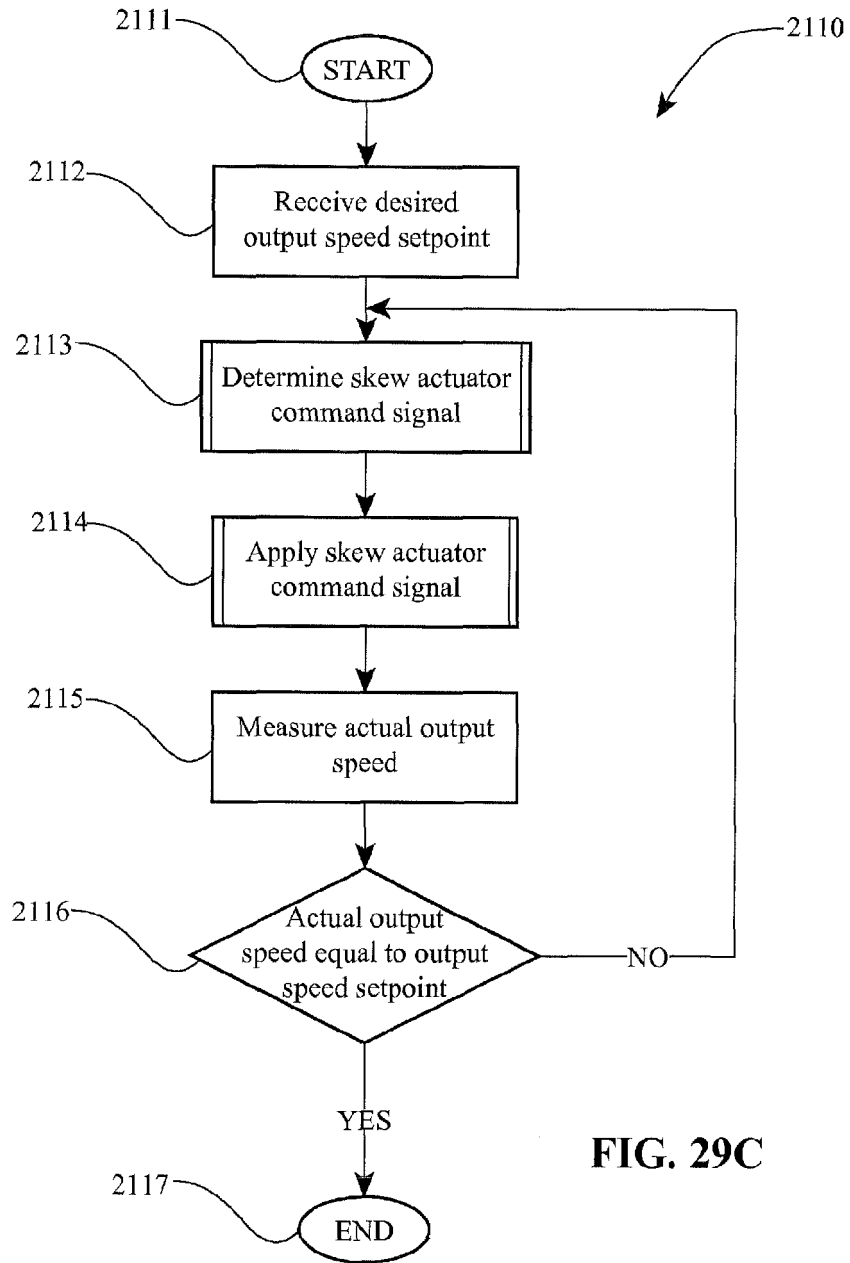 2111
START
2110
2112
Receive desired
output speed setpoint
2113
Determine skew actuator
command signal
2114
Apply skew actuator
command signal
2115
Measure actual output
speed
2116
Actual output
speed equal to output
speed setpoint
NO
YES
FIG. 29C
2117
END